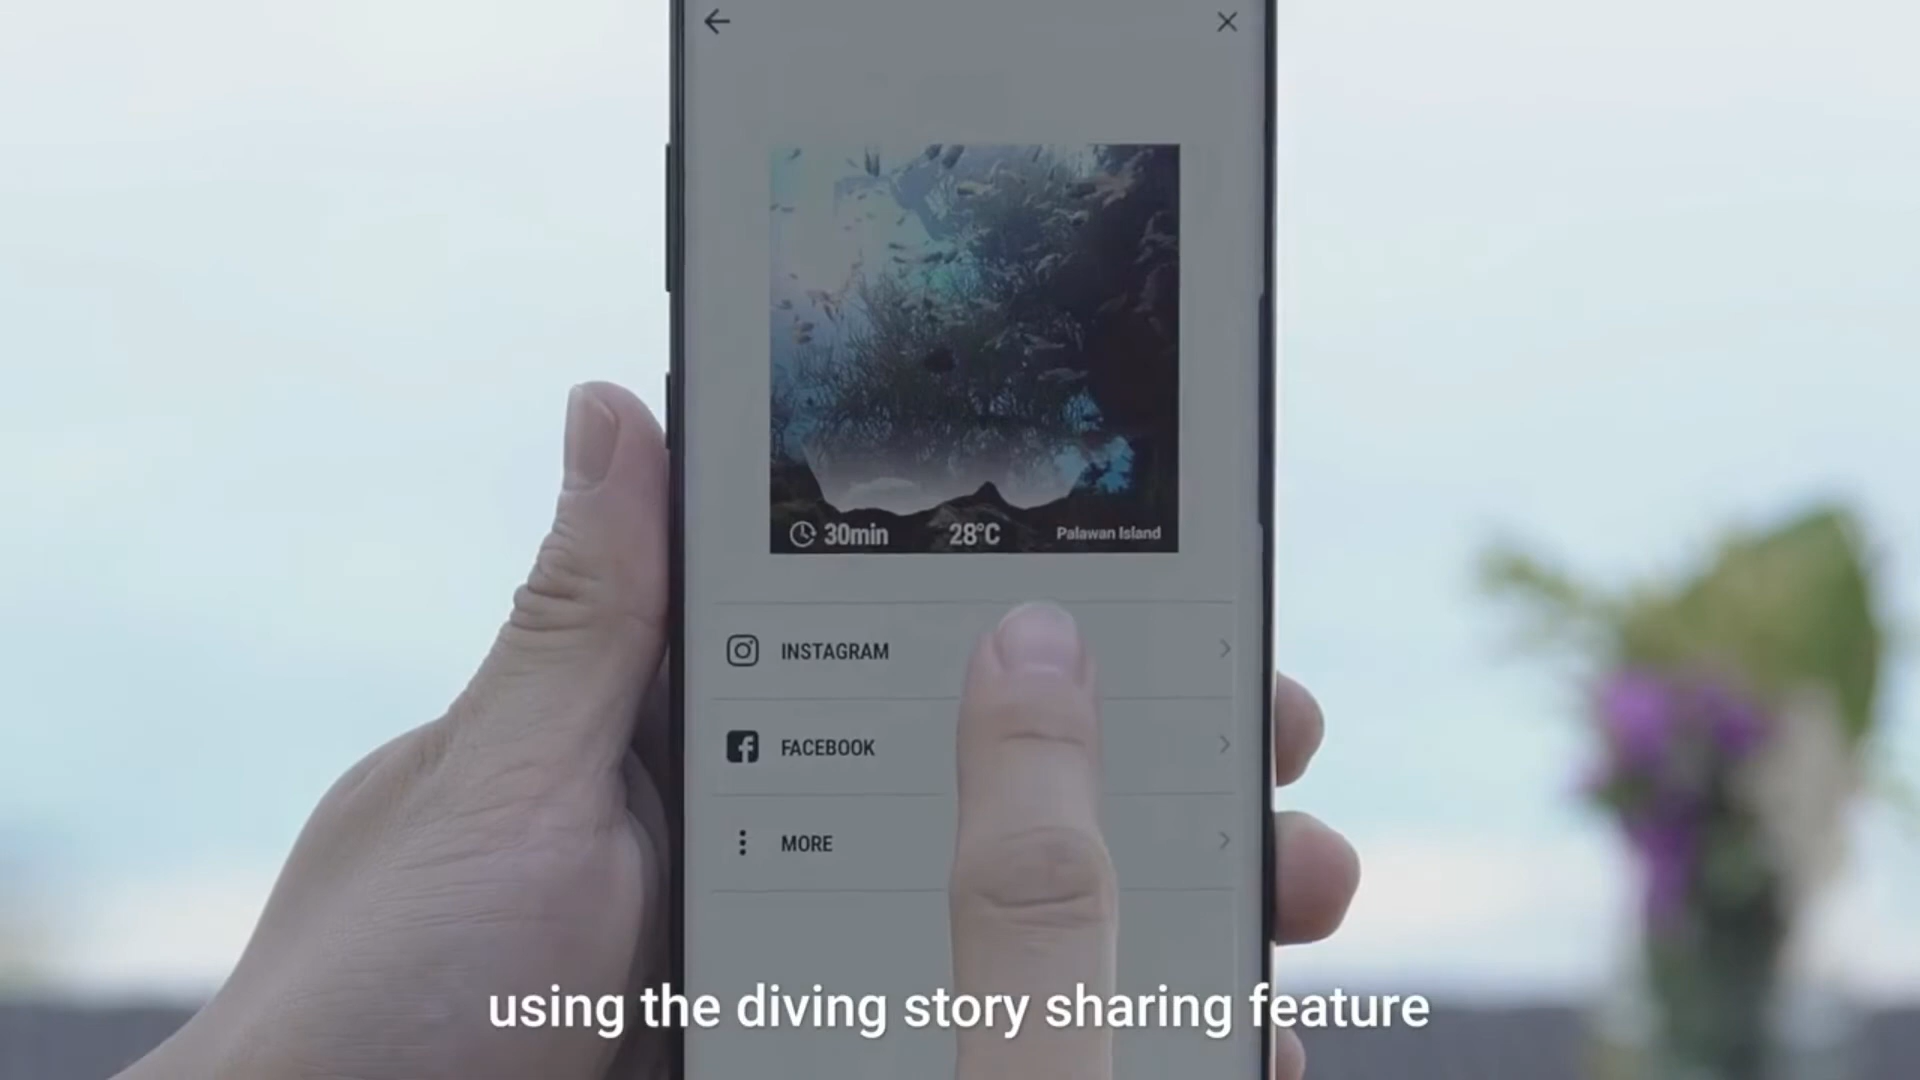 30min 28°C Palawan Island
INSTAGRAM
FACEBOOK
MORE
using the diving story sharing feature